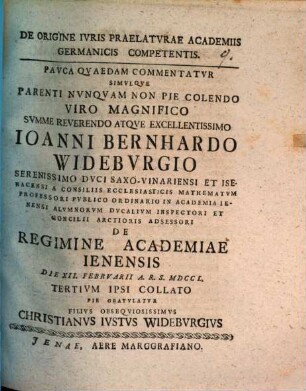 DE ORIGINE IVRIS PRAELATVRAE ACADEMIIS
GERMANICIS COMPETENTIS.
PAVCA QVAEDAM COMMENTATVR
SIMVLQVE
PARENTI NVNQVAM NON PIE COLENDO
VIRO MAGNIFICO
SVMME REVERENDO ATQVE EXCELLENTISSIMO
IOANNI BERNHARDO
WIDEBVRGIO
SERENISSIMO DVCI SAXO-VINARIENSI ET ISE-
NACENSI A CONSILIIS ECCLESIASTICIS MATHEMATVM
PROFESSORI PVBLICO ORDINARIO IN ACADEMIA IE-
NENSI ALVMNORVM DVCALIVM INSPECTORI ET
CONCILII ARCTIORIS ADSESSORI
DE
REGIMINE ACADEMIAE
IENENSIS
DIE XII. FEBRVARII A. R. S. MDCCL.
TERTIVM IPSI COLLATO
PIE GRATVLATVR
FILIVS OBSEQVIOSISSIMVS
CHRISTIANVS IVSTVS WIDEBVRGIVS
JENAE, AERE MARGGRAFIANO.